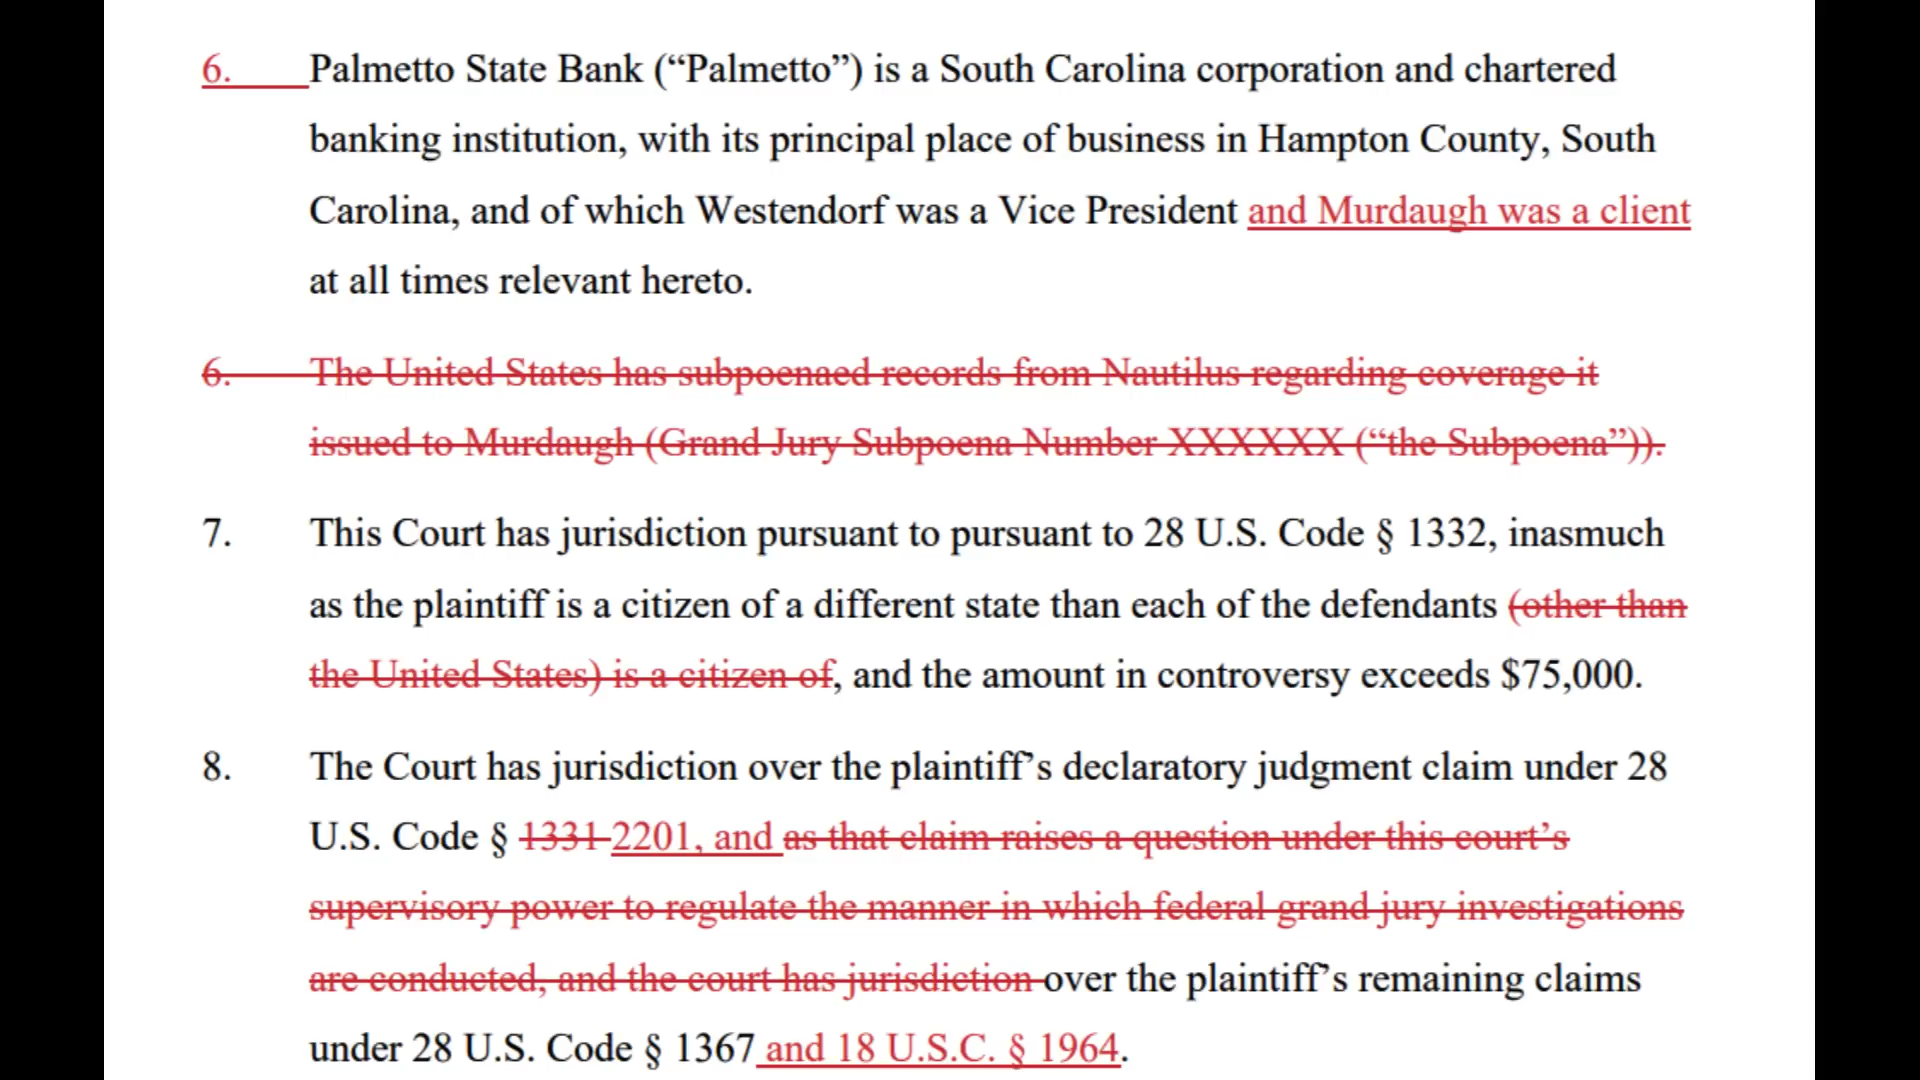 6. Palmetto State Bank (“Palmetto”) is a South Carolina corporation and chartered
banking institution, with its principal place of business in Hampton County, South
Carolina, and of which Westendorf was a Vice President and Murdaugh was a client
at all times relevant hereto.
6. The United States has subpoenaed records from Nautilus regarding coverage it
issued to Murdaugh (Grand Jury Subpoena Number XXXXXX (“the Subpoena”)).
7. This Court has jurisdiction pursuant to pursuant to 28 U.S. Code § 1332, inasmuch
as the plaintiff is a citizen of a different state than each of the defendants (other than
the United States) is a citizen of, and the amount in controversy exceeds $75,000.
8. The Court has jurisdiction over the plaintiff’s declaratory judgment claim under 28
U.S. Code § 1331 2201, and as that claim raises a question under this court’s
supervisory power to regulate the manner in which federal grand jury investigations
are conducted, and the court has jurisdiction over the plaintiff’s remaining claims
under 28 U.S. Code § 1367 and 18 U.S.C. § 1964.